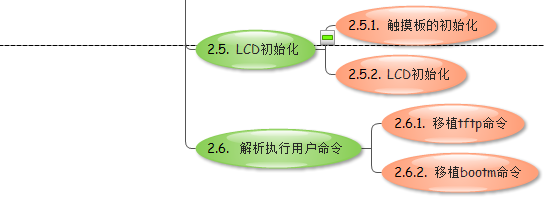 2.5. LCD初始化
2.5.1. 触摸板的初始化
2.5.2. LCD初始化
2.6. 解析执行用户命令
2.6.1. 移植tftp命令
2.6.2. 移植bootm命令